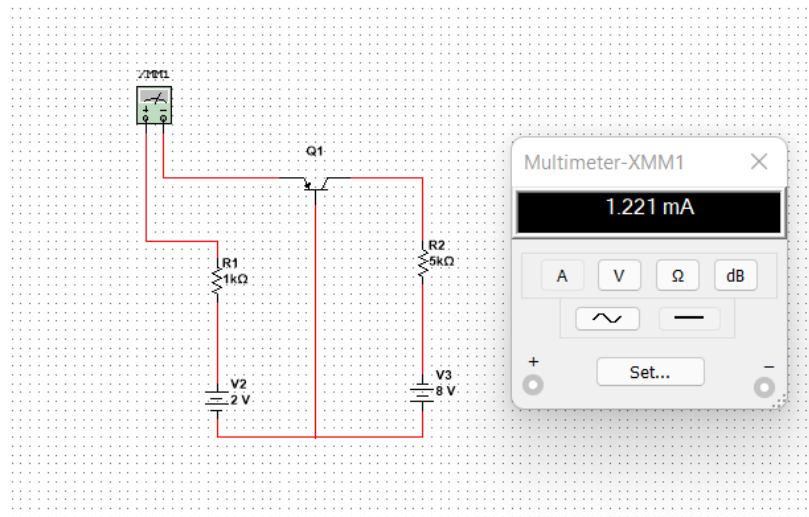 XMM1
Q1
R1
1kΩ
R2
5kΩ
V2
2 V
V3
8 V
Multimeter-XMM1
1.221 mA
A V Ω dB
+ −
Set...